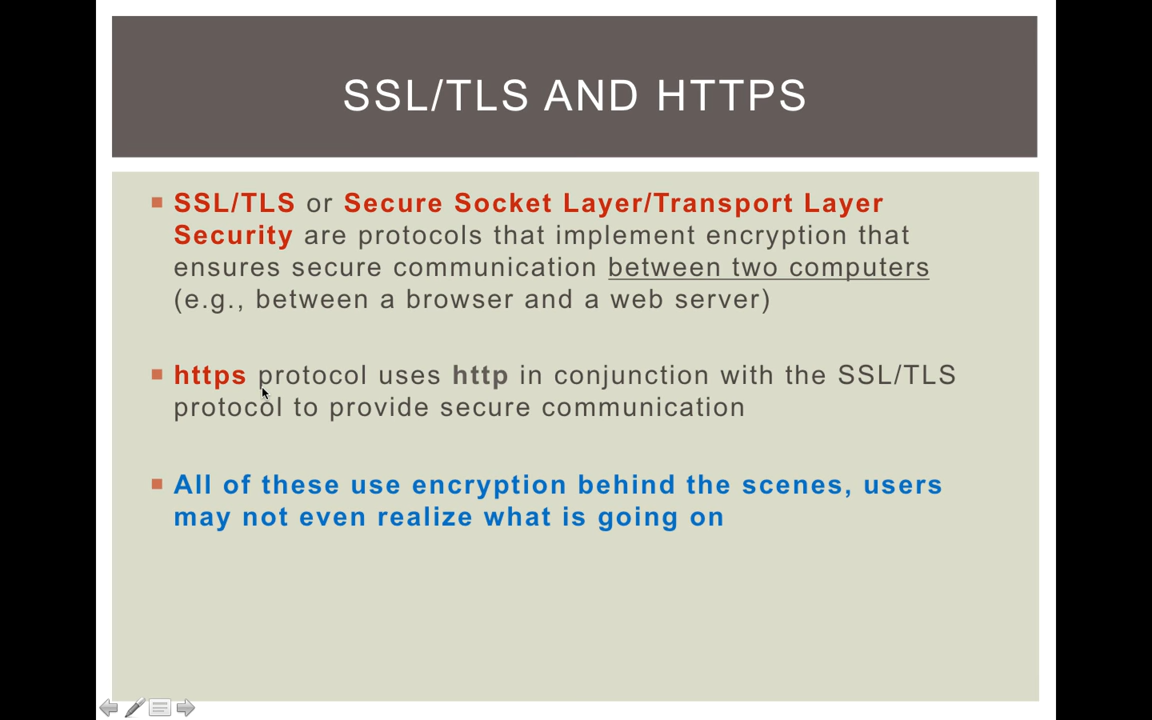 SSL/TLS AND HTTPS
SSL/TLS or Secure Socket Layer/Transport Layer
Security are protocols that implement encryption that
ensures secure communication between two computers
(e.g., between a browser and a web server)
https protocol uses http in conjunction with the SSL/TLS
protocol to provide secure communication
All of these use encryption behind the scenes, users
may not even realize what is going on